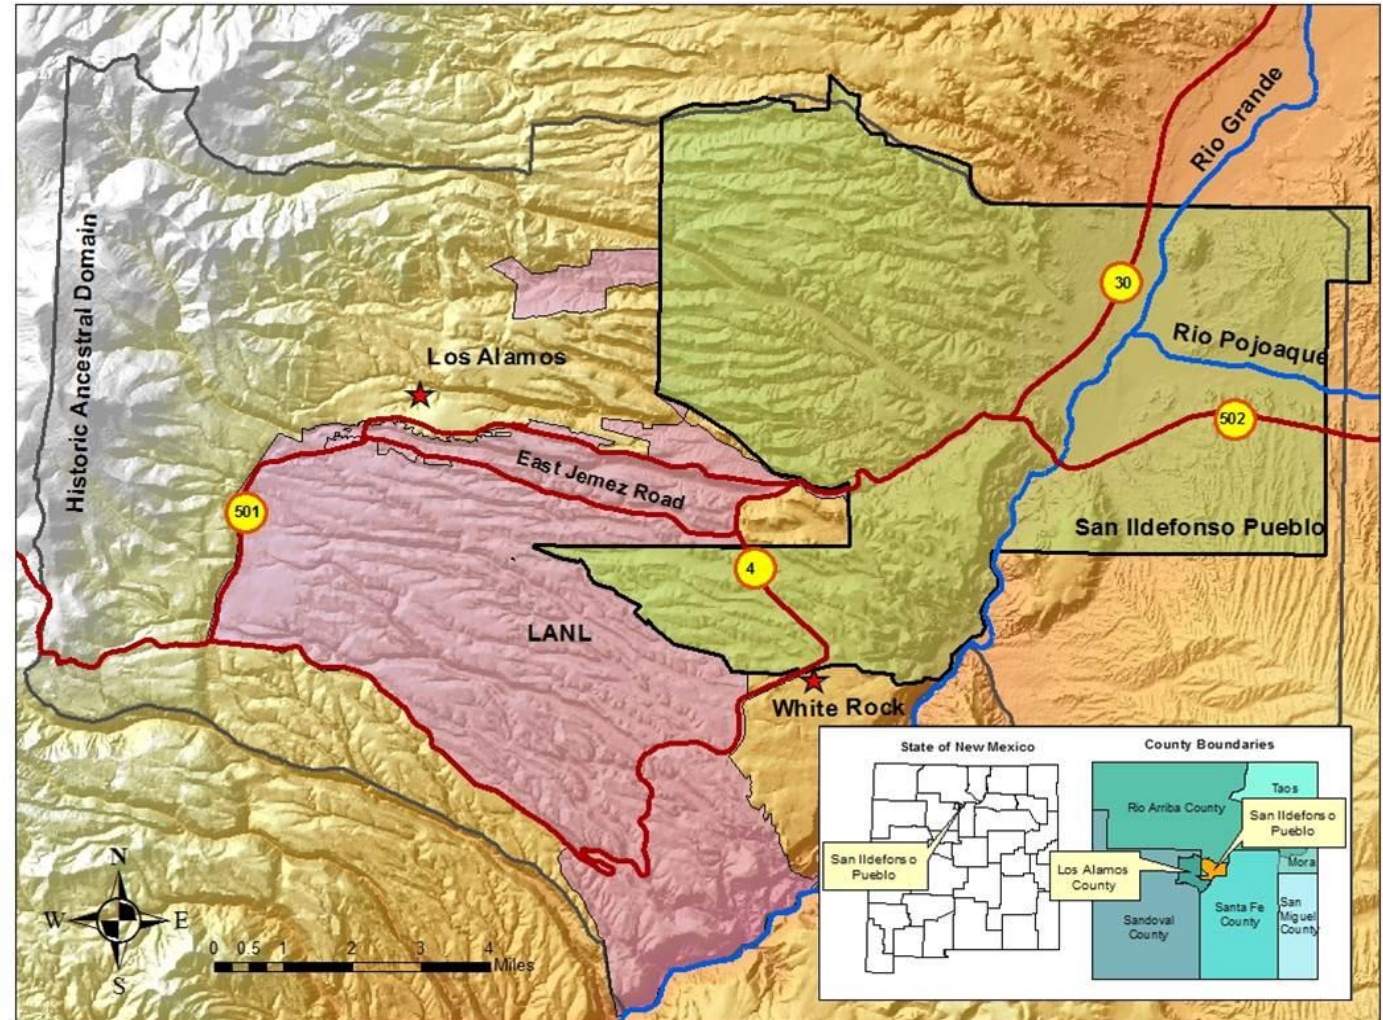 Historic Ancestral Domain
Rio Grande
30
Rio Pojoaque
Los Alamos
502
East Jemez Road
501
San Ildefonso Pueblo
4
LANL
White Rock
N
W
E
S
0 0.5 1 2 3 4
Miles
State of New Mexico
San Ildefonso
Pueblo
County Boundaries
Taos
Rio Arriba County
San Ildefonso
Pueblo
Los Alamos
County
Mora
Sandoval
County
Santa Fe
County
San
Miguel
County